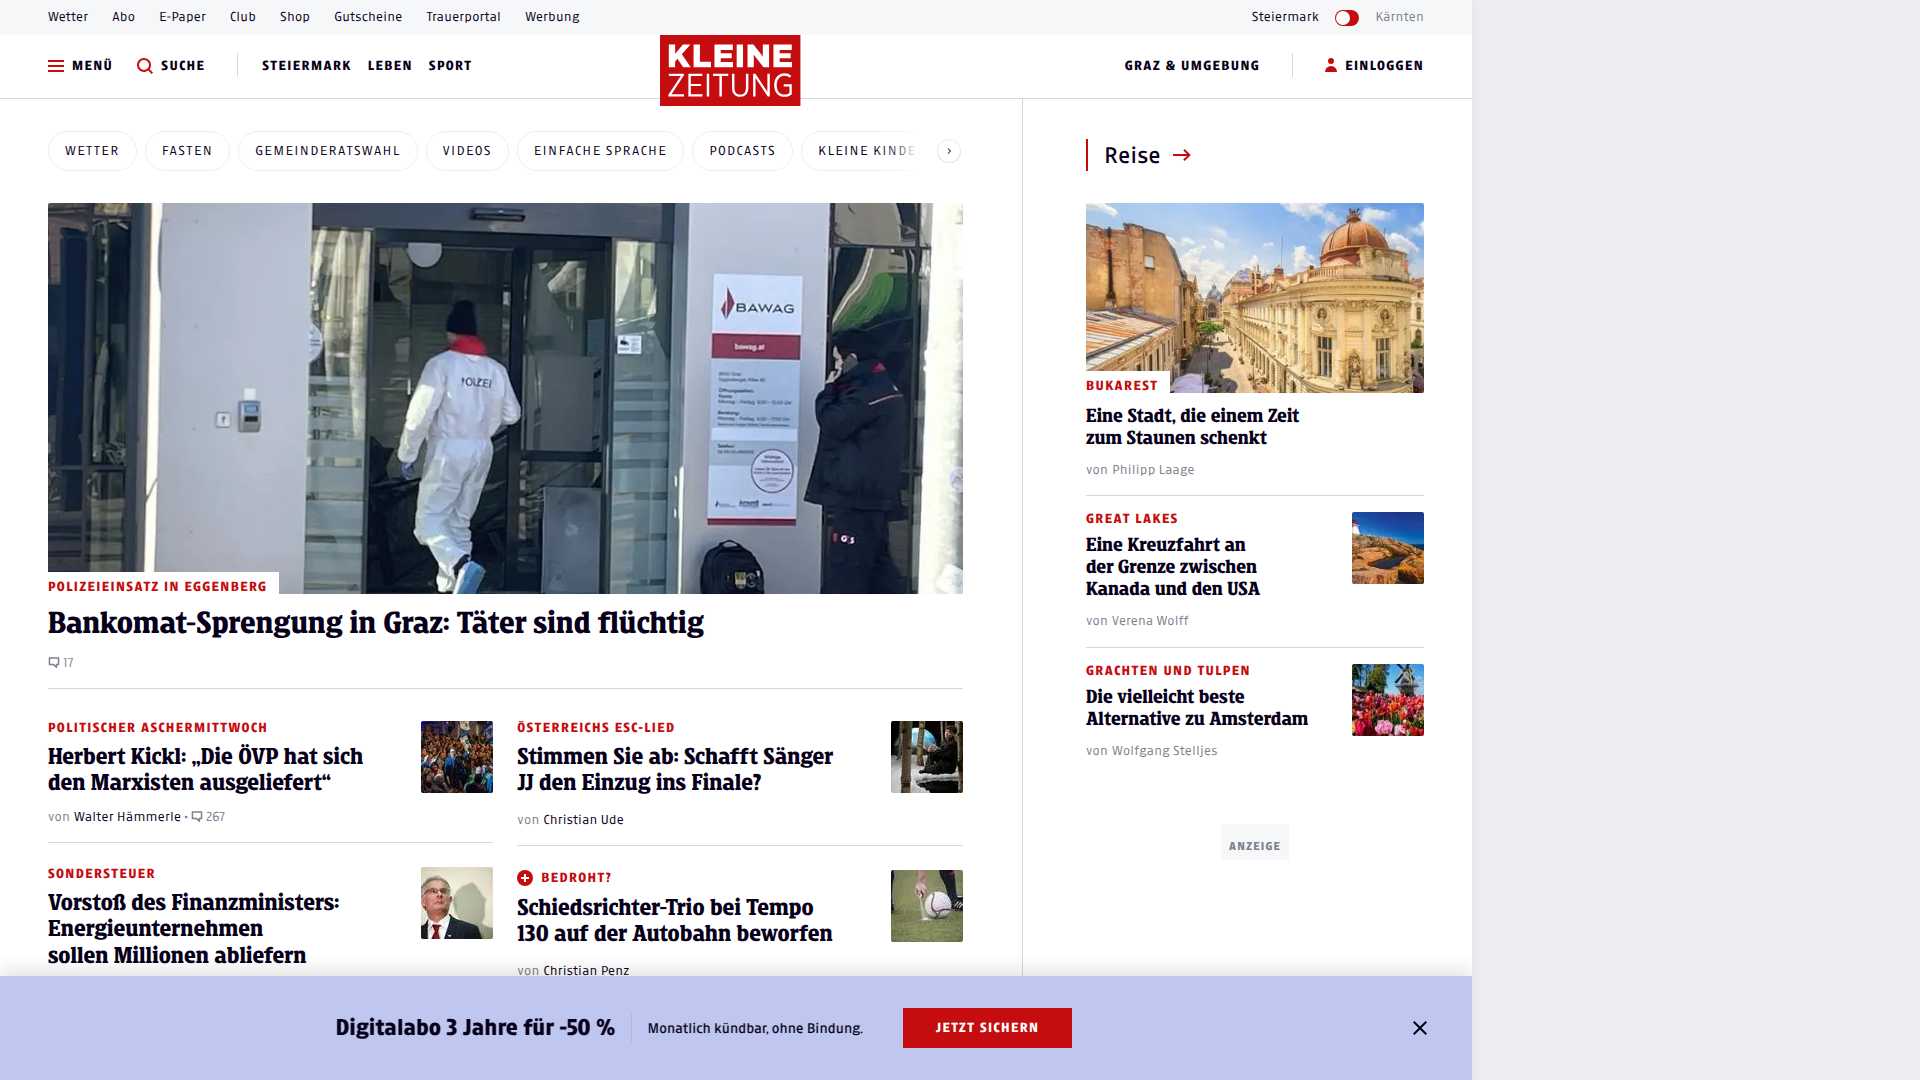 Wetter Abo E-Paper Club Shop Gutscheine Trauerportal Werbung Steiermark Kärnten
MENÜ SUCHE STEIERMARK LEBEN SPORT KLEINE ZEITUNG GRAZ & UMGEBUNG EINLOGGEN
WETTER FASTEN GEMEINDERATSWAHL VIDEOS EINFACHE SPRACHE PODCASTS KLEINE KINDE
BAWAG
bawag.at
POLIZEI
POLIZEIEINSATZ IN EGGENBERG
Bankomat-Sprengung in Graz: Täter sind flüchtig
17
POLITISCHER ASCHERMITTWOCH
Herbert Kickl: „Die ÖVP hat sich
den Marxisten ausgeliefert“
von Walter Hämmerle · 267
ÖSTERREICHS ESC-LIED
Stimmen Sie ab: Schafft Sänger
JJ den Einzug ins Finale?
von Christian Ude
SONDERSTEUER
Vorstoß des Finanzministers:
Energieunternehmen
sollen Millionen abliefern
BEDROHT?
Schiedsrichter-Trio bei Tempo
130 auf der Autobahn beworfen
von Christian Penz
Reise
BUKAREST
Eine Stadt, die einem Zeit
zum Staunen schenkt
von Philipp Laage
GREAT LAKES
Eine Kreuzfahrt an
der Grenze zwischen
Kanada und den USA
von Verena Wolff
GRACHTEN UND TULPEN
Die vielleicht beste
Alternative zu Amsterdam
von Wolfgang Stelljes
ANZEIGE
Digitalabo 3 Jahre für -50 % Monatlich kündbar, ohne Bindung. JETZT SICHERN